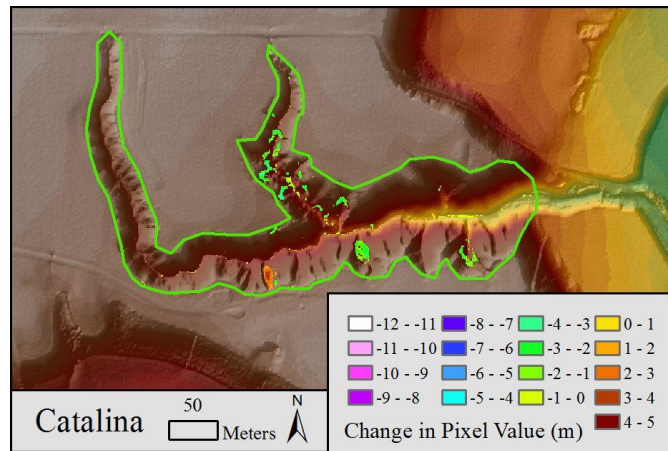 -12 - -11
-11 - -10
-10 - -9
-9 - -8
-8 - -7
-7 - -6
-6 - -5
-5 - -4
-4 - -3
-3 - -2
-2 - -1
-1 - 0
0 - 1
1 - 2
2 - 3
3 - 4
4 - 5
Change in Pixel Value (m)
Catalina
50
Meters
N